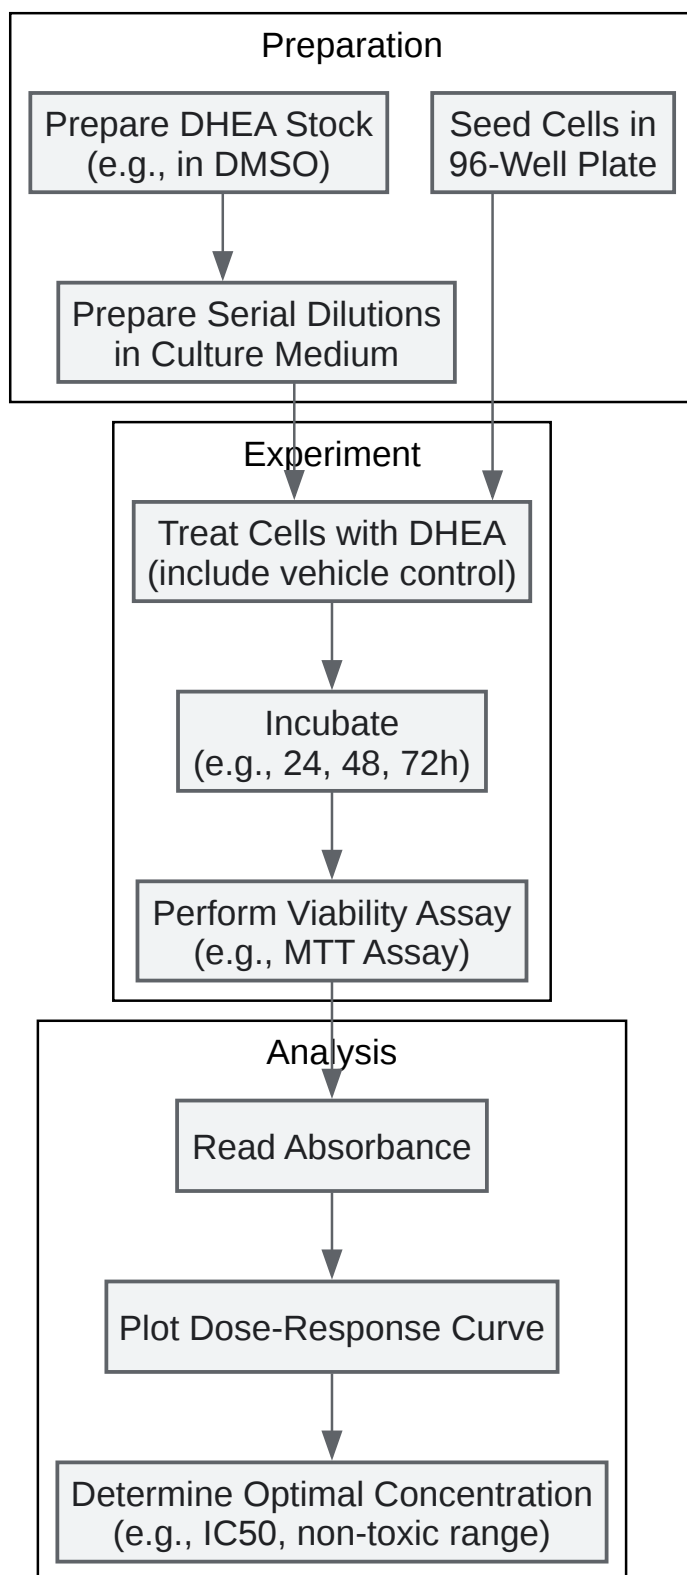 Preparation
Prepare DHEA Stock
(e.g., in DMSO)
Seed Cells in
96-Well Plate
Prepare Serial Dilutions
in Culture Medium
Experiment
Treat Cells with DHEA
(include vehicle control)
Incubate
(e.g., 24, 48, 72h)
Perform Viability Assay
(e.g., MTT Assay)
Analysis
Read Absorbance
Plot Dose-Response Curve
Determine Optimal Concentration
(e.g., IC50, non-toxic range)